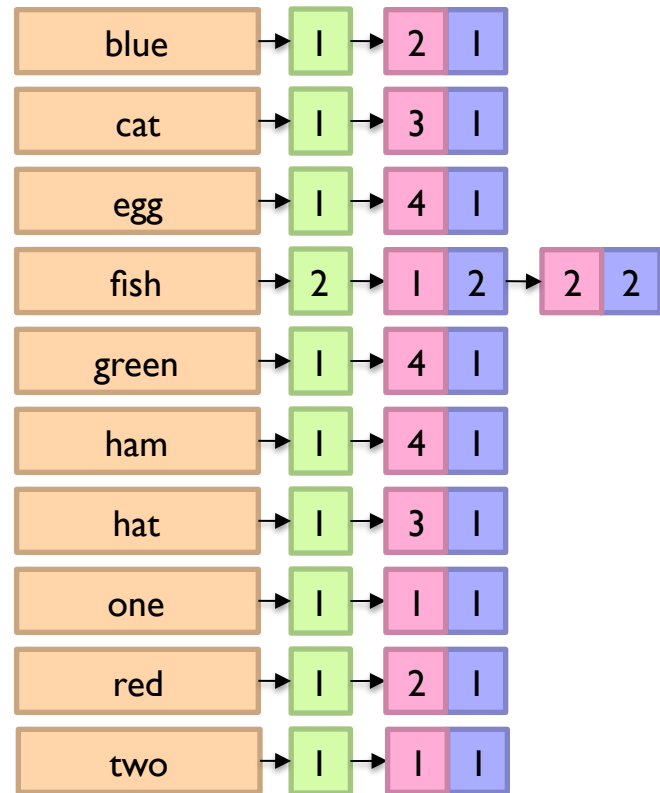 blue 1 2 1
cat 1 3 1
egg 1 4 1
fish 2 1 2 2 2
green 1 4 1
ham 1 4 1
hat 1 3 1
one 1 1 1
red 1 2 1
two 1 1 1